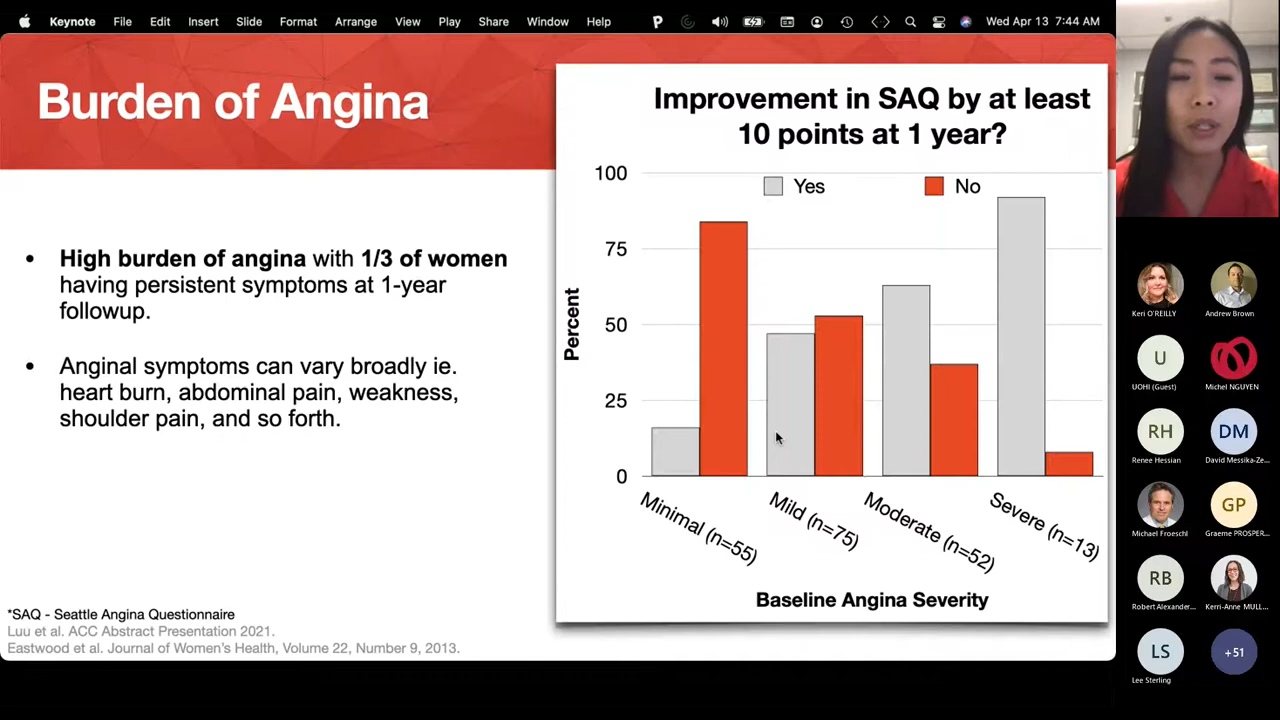 Keynote File Edit Insert Slide Format Arrange View Play Share Window Help Wed Apr 13 7:44 AM
Burden of Angina
• High burden of angina with 1/3 of women
having persistent symptoms at 1-year
followup.
• Anginal symptoms can vary broadly ie.
heart burn, abdominal pain, weakness,
shoulder pain, and so forth.
*SAQ - Seattle Angina Questionnaire
Luu et al. ACC Abstract Presentation 2021.
Eastwood et al. Journal of Women's Health, Volume 22, Number 9, 2013.
Improvement in SAQ by at least
10 points at 1 year?
Yes No
100
75
50
25
0
Percent
Minimal (n=55)
Mild (n=75)
Moderate (n=52)
Severe (n=13)
Baseline Angina Severity
Keri O'REILLY
Andrew Brown
U
UOHI (Guest)
Michel NGUYEN
RH
Renee Hessian
DM
David Messika-Ze...
Michael Froeschl
GP
Graeme PROSPER...
RB
Robert Alexander...
Kerri-Anne MULL...
LS
Lee Sterling
+51